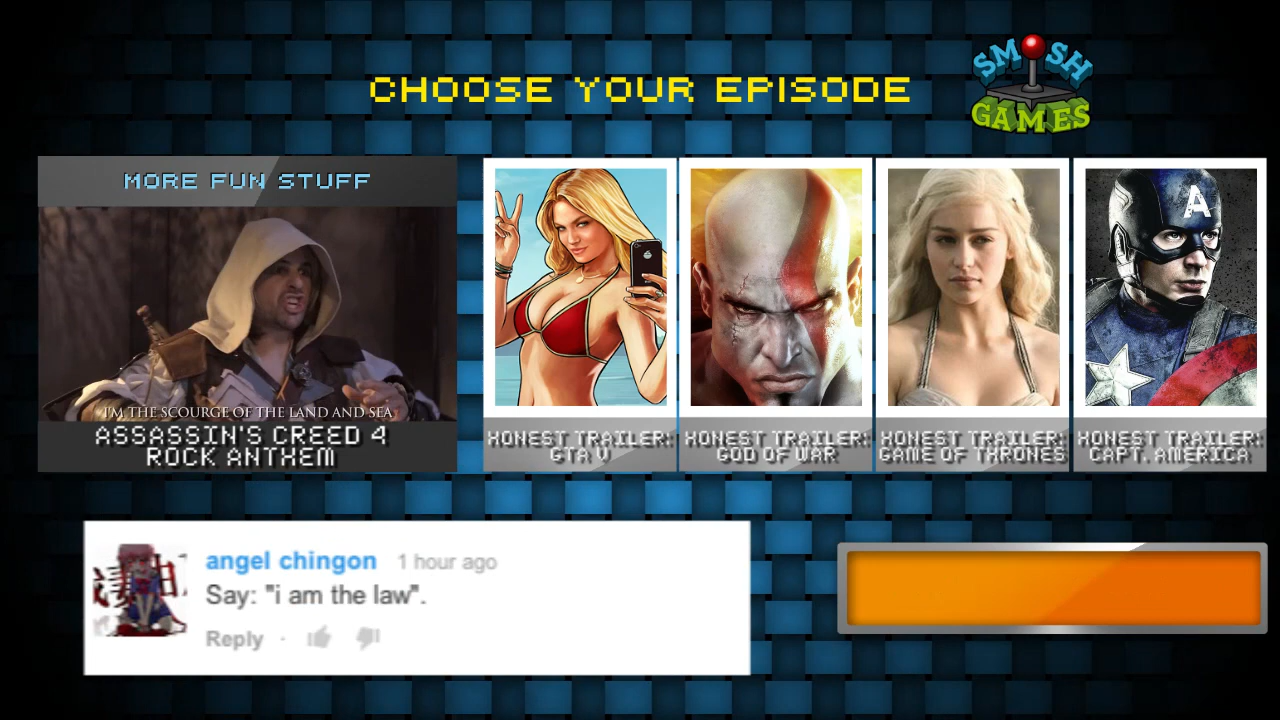 CHOOSE YOUR EPISODE
SMOSH
GAMES
MORE FUN STUFF
I'M THE SCOURGE OF THE LAND AND SEA
ASSASSIN'S CREED 4
ROCK ANTHEM
HONEST TRAILER:
GTA V
HONEST TRAILER:
GOD OF WAR
HONEST TRAILER:
GAME OF THRONES
A
HONEST TRAILER:
CAPT. AMERICA
angel chingon 1 hour ago
Say: "i am the law".
Reply ·